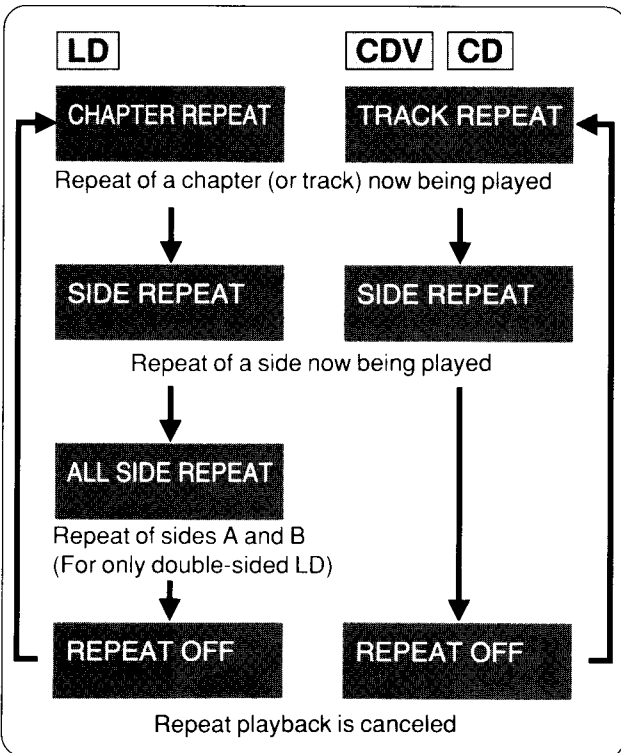 LD CDV CD
CHAPTER REPEAT TRACK REPEAT
Repeat of a chapter (or track) now being played
SIDE REPEAT SIDE REPEAT
Repeat of a side now being played
ALL SIDE REPEAT
Repeat of sides A and B
(For only double-sided LD)
REPEAT OFF REPEAT OFF
Repeat playback is canceled